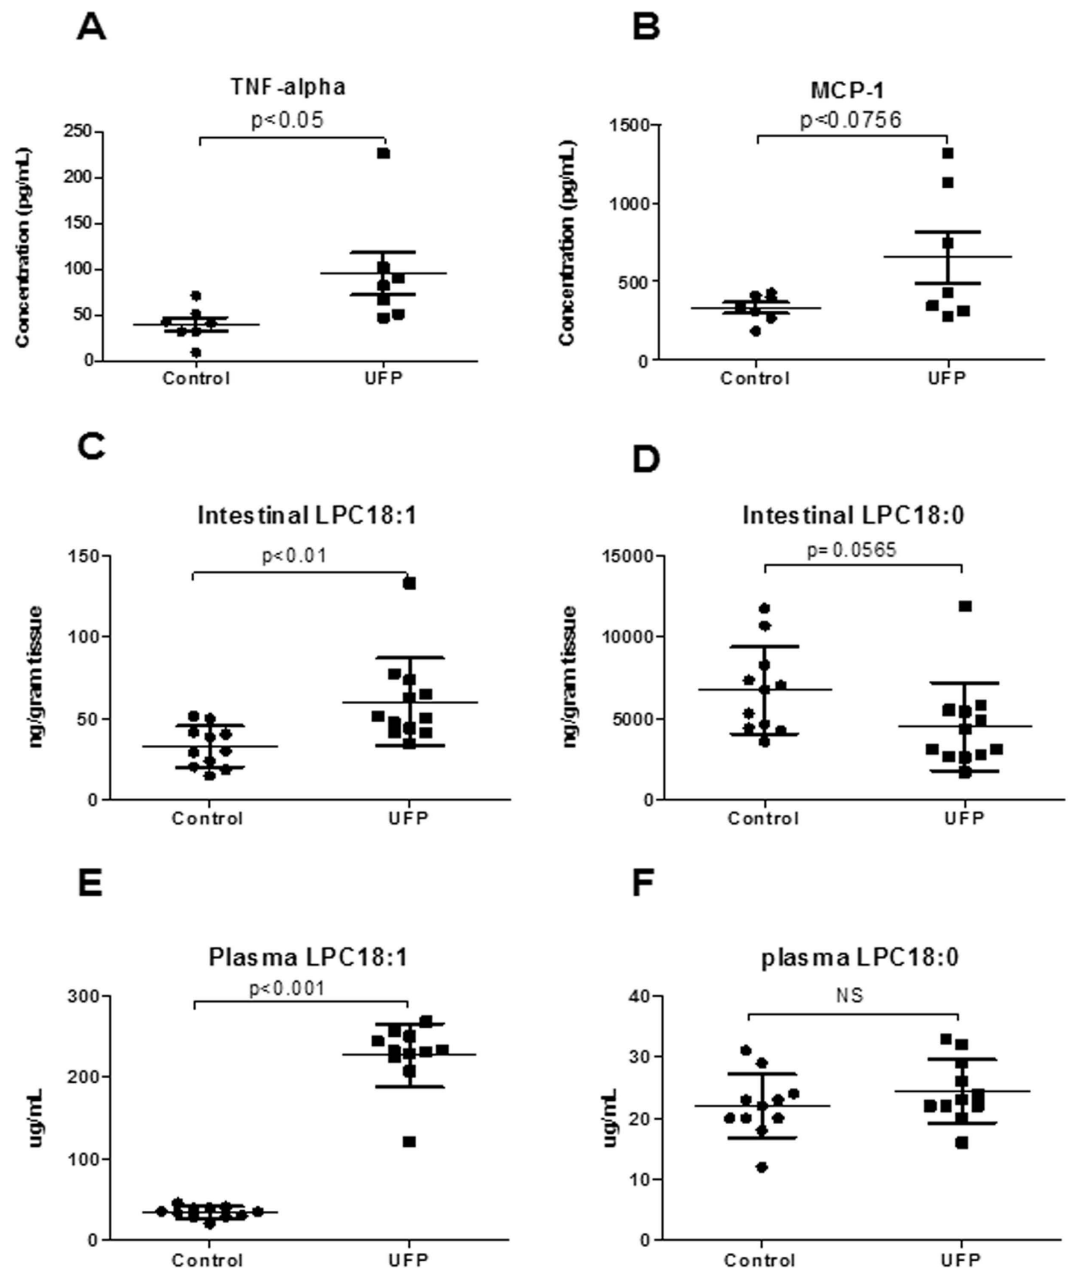 A
TNF-alpha
p<0.05
Concentration (pg/mL)
250
200
150
100
50
0
Control
UFP
B
MCP-1
p<0.0756
Concentration (pg/mL)
1500
1000
500
0
Control
UFP
C
Intestinal LPC18:1
p<0.01
ng/gram tissue
150
100
50
0
Control
UFP
D
Intestinal LPC18:0
p=0.0565
ng/gram tissue
15000
10000
5000
0
Control
UFP
E
Plasma LPC18:1
p<0.001
ug/mL
300
200
100
0
Control
UFP
F
plasma LPC18:0
NS
ug/mL
40
30
20
10
0
Control
UFP